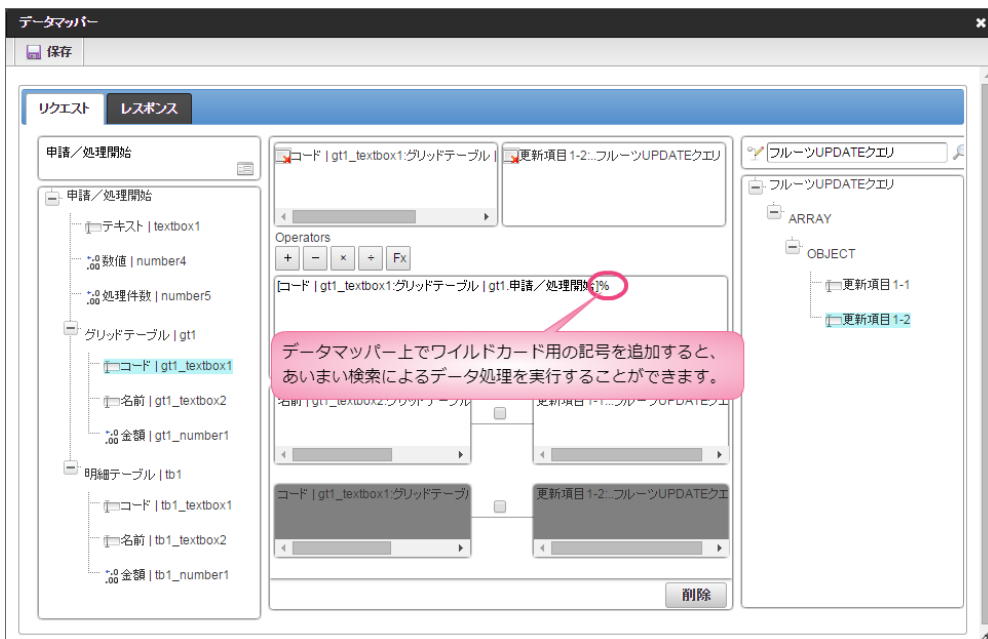 データマッパー
保存
リクエスト
レスポンス
申請／処理開始
申請／処理開始
テキスト | textbox1
数値 | number4
処理件数 | number5
グリッドテーブル | gt1
コード | gt1_textbox1
名前 | gt1_textbox2
金額 | gt1_number1
明細テーブル | tb1
コード | tb1_textbox1
名前 | tb1_textbox2
金額 | tb1_number1
コード | gt1_textbox1:グリッドテーブル |
更新項目1-2:..フルーツUPDATEクエリ
Operators
+ − × ÷ Fx
[コード | gt1_textbox1:グリッドテーブル | gt1.申請／処理開始]%
データマッパー上でワイルドカード用の記号を追加すると、
あいまい検索によるデータ処理を実行することができます。
名前 | gt1_textbox2:グリッドテーブル
更新項目1-1:..フルーツUPDATEクエ
コード | gt1_textbox1:グリッドテーブ
更新項目1-2:..フルーツUPDATEクエ
削除
フルーツUPDATEクエリ
フルーツUPDATEクエリ
ARRAY
OBJECT
更新項目1-1
更新項目1-2